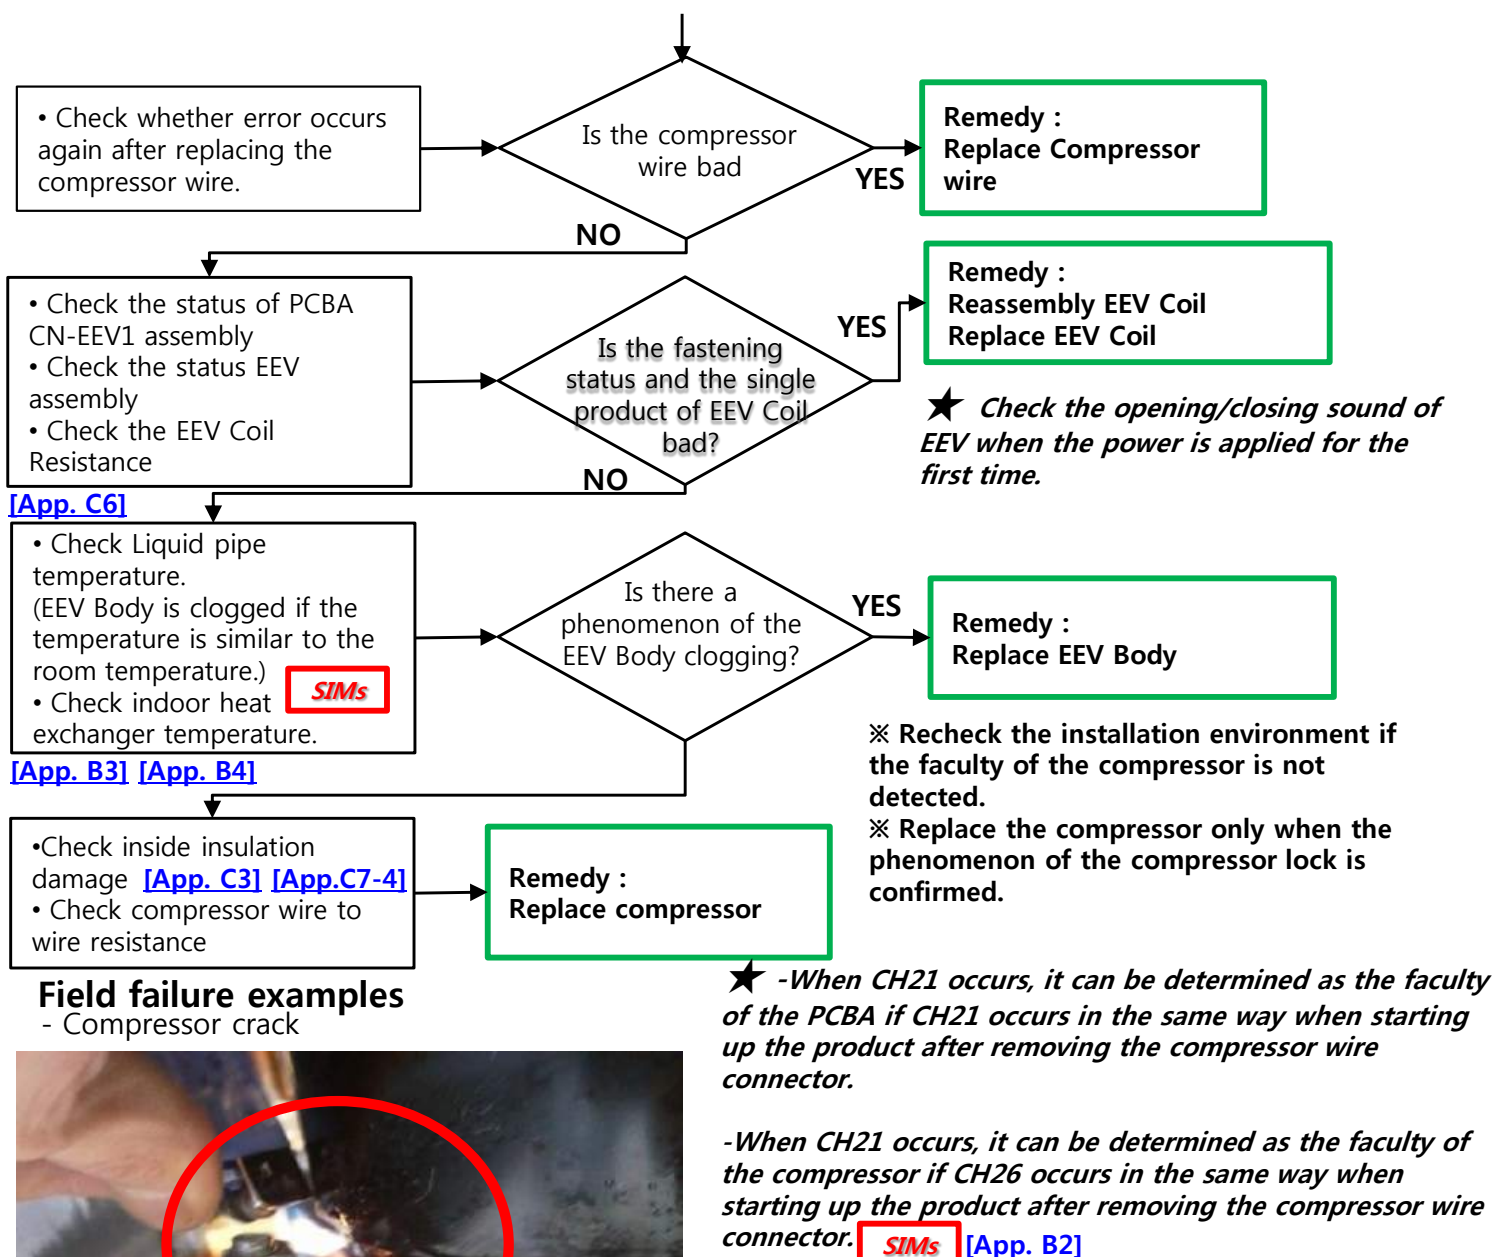 • Check whether error occurs
again after replacing the
compressor wire.
Is the compressor
wire bad
YES
Remedy :
Replace Compressor
wire
NO
• Check the status of PCBA
CN-EEV1 assembly
• Check the status EEV
assembly
• Check the EEV Coil
Resistance
[App. C6]
Is the fastening
status and the single
product of EEV Coil
bad?
YES
Remedy :
Reassembly EEV Coil
Replace EEV Coil
★ Check the opening/closing sound of
EEV when the power is applied for the
first time.
NO
• Check Liquid pipe
temperature.
(EEV Body is clogged if the
temperature is similar to the
room temperature.)
SIMs
• Check indoor heat
exchanger temperature.
[App. B3] [App. B4]
Is there a
phenomenon of the
EEV Body clogging?
YES
Remedy :
Replace EEV Body
※ Recheck the installation environment if
the faculty of the compressor is not
detected.
※ Replace the compressor only when the
phenomenon of the compressor lock is
confirmed.
•Check inside insulation
damage [App. C3] [App.C7-4]
• Check compressor wire to
wire resistance
Remedy :
Replace compressor
Field failure examples
- Compressor crack
★ -When CH21 occurs, it can be determined as the faculty
of the PCBA if CH21 occurs in the same way when starting
up the product after removing the compressor wire
connector.
-When CH21 occurs, it can be determined as the faculty of
the compressor if CH26 occurs in the same way when
starting up the product after removing the compressor wire
connector. SIMs [App. B2]